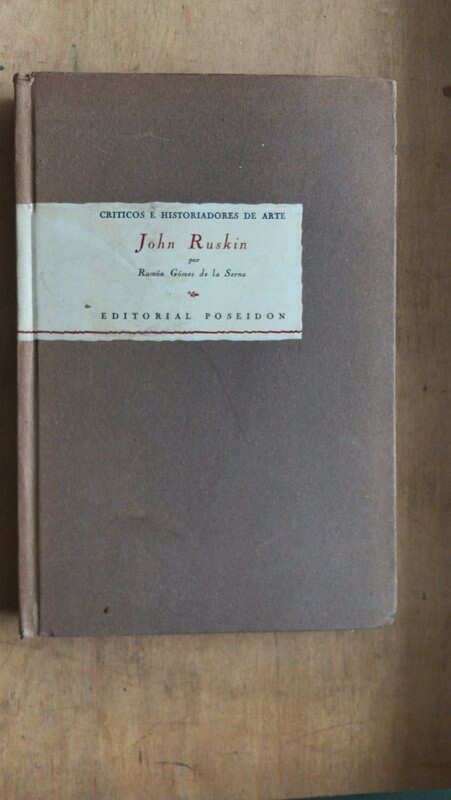 CRITICOS E HISTORIADORES DE ARTE
John Ruskin
por
Ramón Gómez de la Serna
EDITORIAL POSEIDON